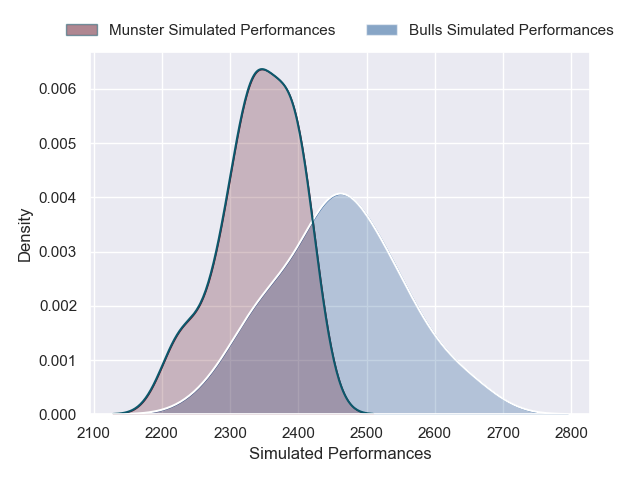 Munster Simulated Performances Bulls Simulated Performances
0.006
0.005
0.004
0.003
0.002
0.001
0.000
Density
2100 2200 2300 2400 2500 2600 2700 2800
Simulated Performances